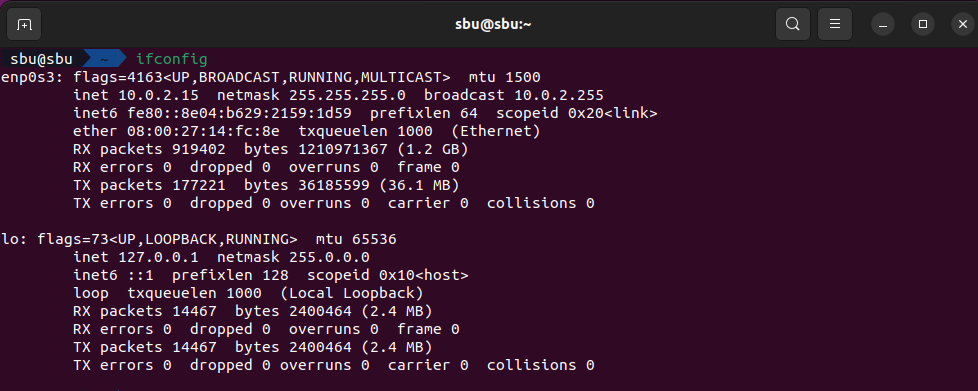 sbu@sbu:~
sbu@sbu ~ ifconfig
enp0s3: flags=4163<UP,BROADCAST,RUNNING,MULTICAST>  mtu 1500
        inet 10.0.2.15  netmask 255.255.255.0  broadcast 10.0.2.255
        inet6 fe80::8e04:b629:2159:1d59  prefixlen 64  scopeid 0x20<link>
        ether 08:00:27:14:fc:8e  txqueuelen 1000  (Ethernet)
        RX packets 919402  bytes 1210971367 (1.2 GB)
        RX errors 0  dropped 0  overruns 0  frame 0
        TX packets 177221  bytes 36185599 (36.1 MB)
        TX errors 0  dropped 0 overruns 0  carrier 0  collisions 0

lo: flags=73<UP,LOOPBACK,RUNNING>  mtu 65536
        inet 127.0.0.1  netmask 255.0.0.0
        inet6 ::1  prefixlen 128  scopeid 0x10<host>
        loop  txqueuelen 1000  (Local Loopback)
        RX packets 14467  bytes 2400464 (2.4 MB)
        RX errors 0  dropped 0  overruns 0  frame 0
        TX packets 14467  bytes 2400464 (2.4 MB)
        TX errors 0  dropped 0 overruns 0  carrier 0  collisions 0